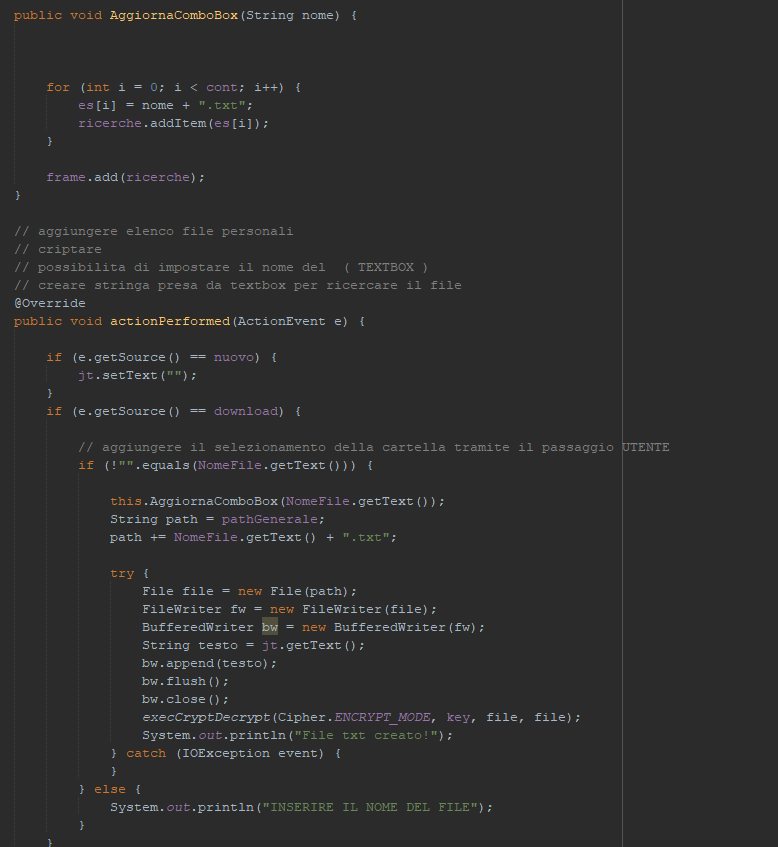 public void AggiornaComboBox(String nome) {
for (int i = 0; i < cont; i++) {
es[i] = nome + ".txt";
ricerche.addItem(es[i]);
}
frame.add(ricerche);
}
// aggiungere elenco file personali
// criptare
// possibilita di impostare il nome del  ( TEXTBOX )
// creare stringa presa da textbox per ricercare il file
@Override
public void actionPerformed(ActionEvent e) {
if (e.getSource() == nuovo) {
jt.setText("");
}
if (e.getSource() == download) {
// aggiungere il selezionamento della cartella tramite il passaggio UTENTE
if (!"".equals(NomeFile.getText())) {
this.AggiornaComboBox(NomeFile.getText());
String path = pathGenerale;
path += NomeFile.getText() + ".txt";
try {
File file = new File(path);
FileWriter fw = new FileWriter(file);
BufferedWriter bw = new BufferedWriter(fw);
String testo = jt.getText();
bw.append(testo);
bw.flush();
bw.close();
execCryptDecrypt(Cipher.ENCRYPT_MODE, key, file, file);
System.out.println("File txt creato!");
} catch (IOException event) {
}
} else {
System.out.println("INSERIRE IL NOME DEL FILE");
}
}